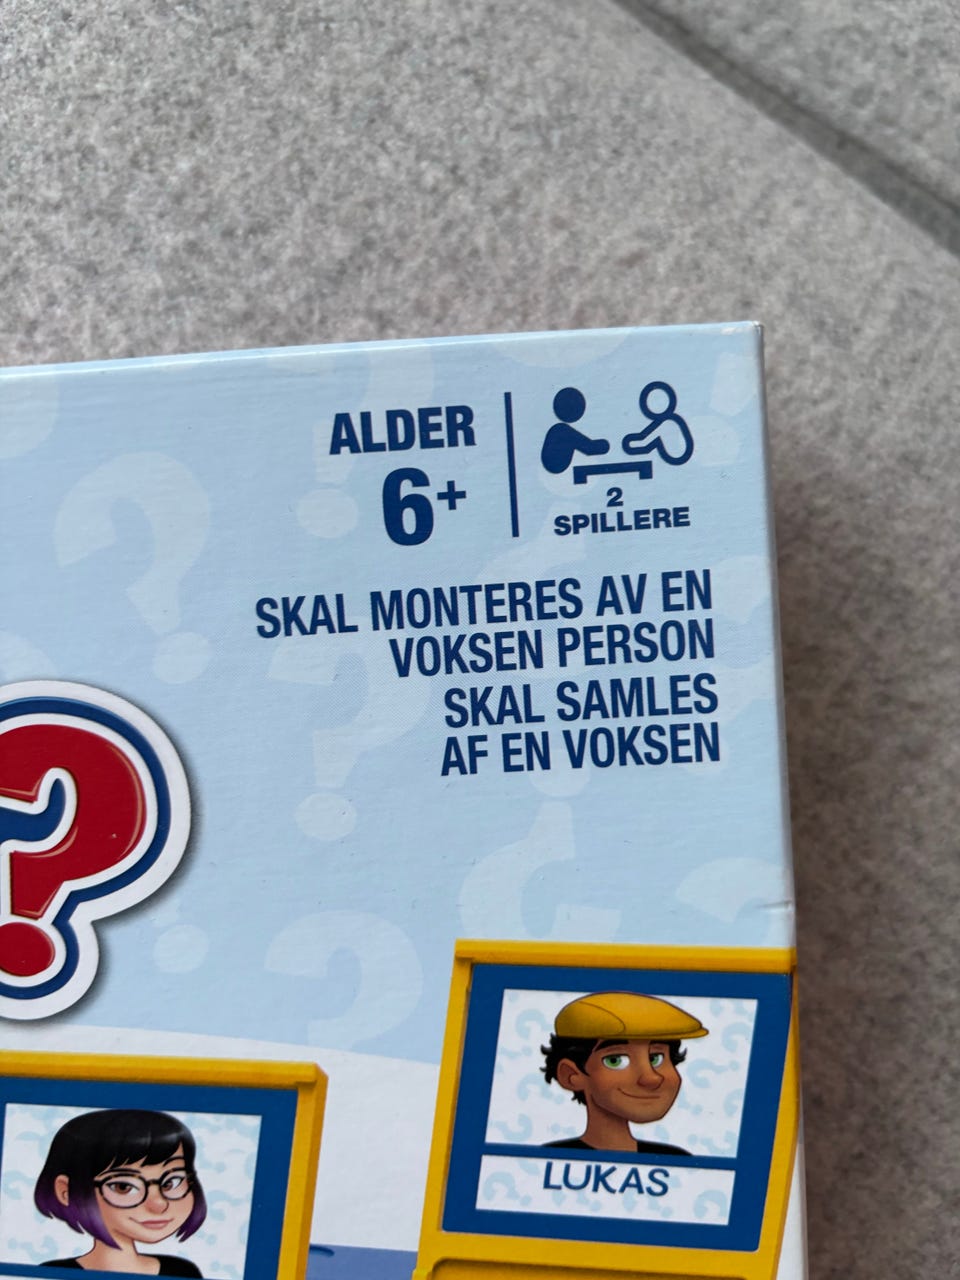 ALDER
6+
2
SPILLERE
SKAL MONTERES AV EN
VOKSEN PERSON
SKAL SAMLES
AF EN VOKSEN
?
LUKAS